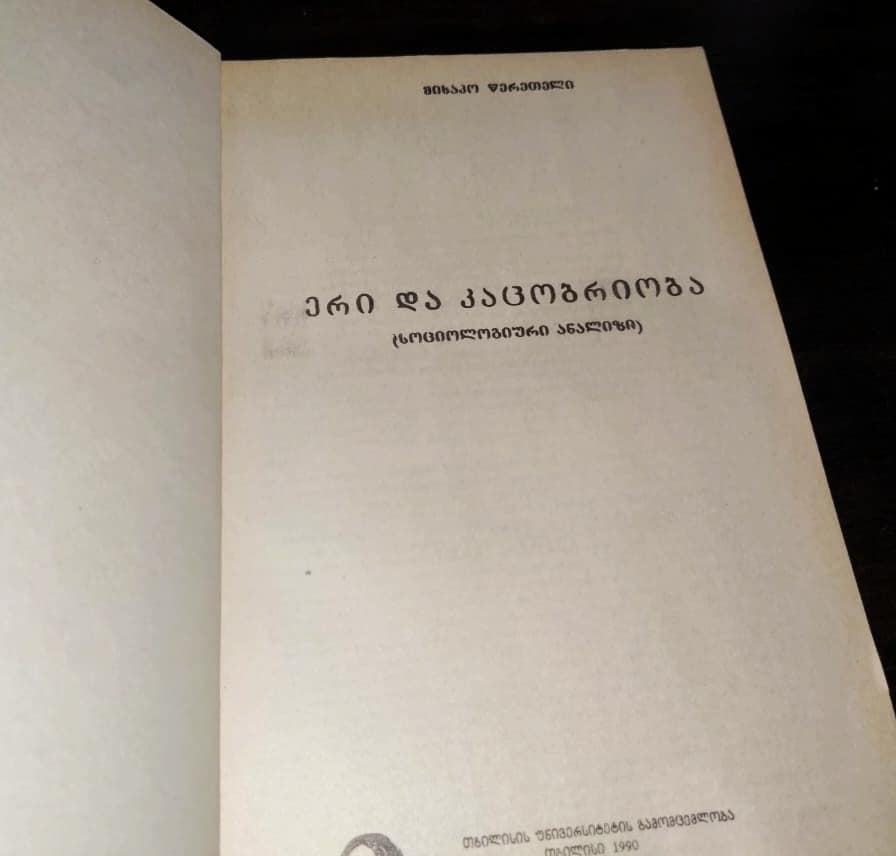 მიხაკო წერეთელი
ერი და კაცობრიობა
(სოციოლოგიური ანალიზი)
თბილისის უნივერსიტეტის გამომცემლობა
თბილისი 1990